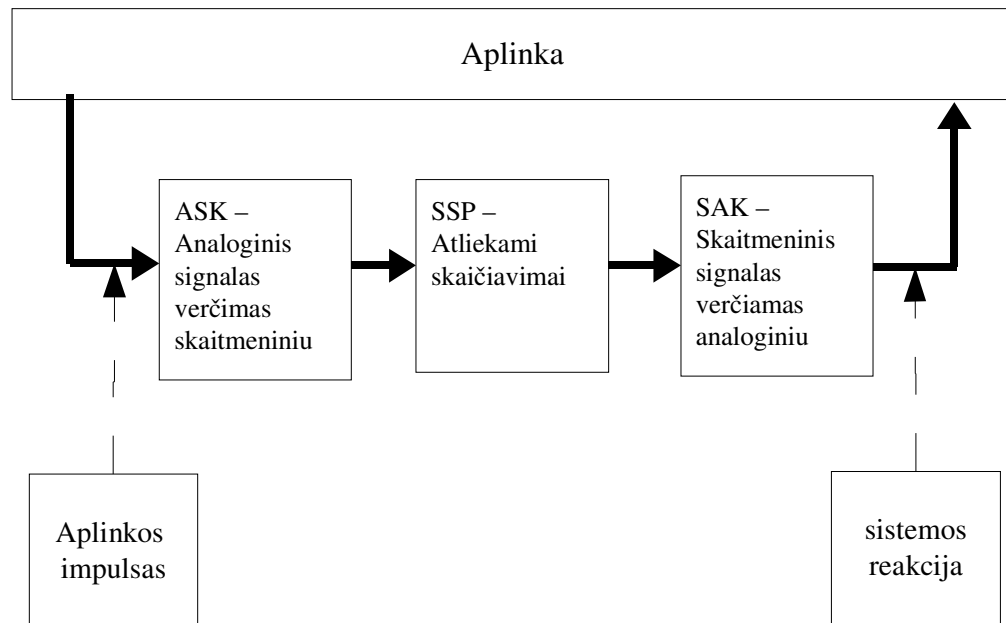 Aplinka
ASK –
Analoginis
signalas
verčimas
skaitmeniniu
SSP –
Atliekami
skaičiavimai
SAK –
Skaitmeninis
signalas
verčiamas
analoginiu
Aplinkos
impulsas
sistemos
reakcija